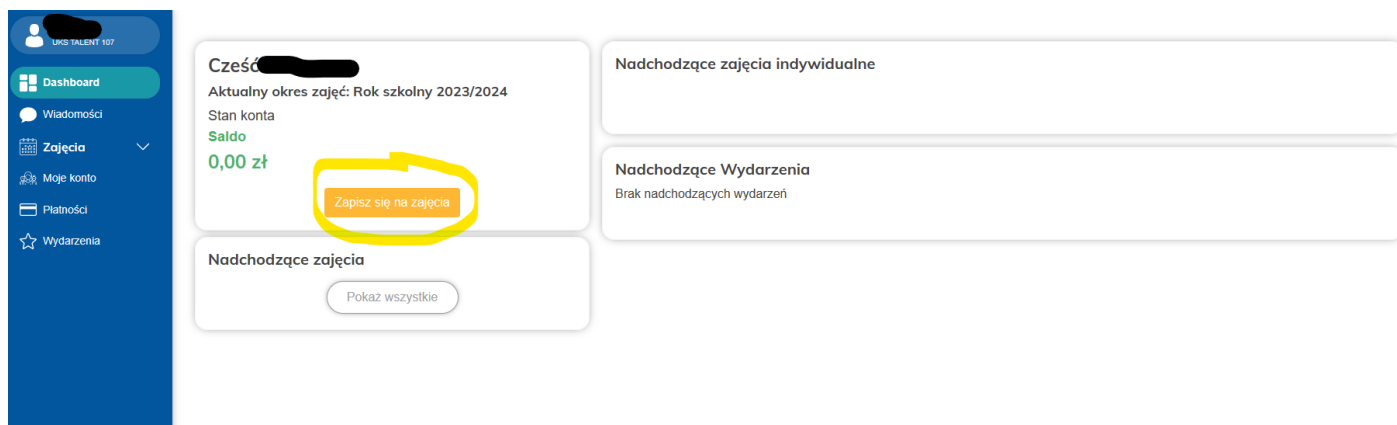 UKS TALENT 107
Dashboard
Wiadomości
Zajęcia
Moje konto
Płatności
Wydarzenia
Cześć
Aktualny okres zajęć: Rok szkolny 2023/2024
Stan konta
Saldo
0,00 zł
Zapisz się na zajęcia
Nadchodzące zajęcia
Pokaż wszystkie
Nadchodzące zajęcia indywidualne
Nadchodzące Wydarzenia
Brak nadchodzących wydarzeń